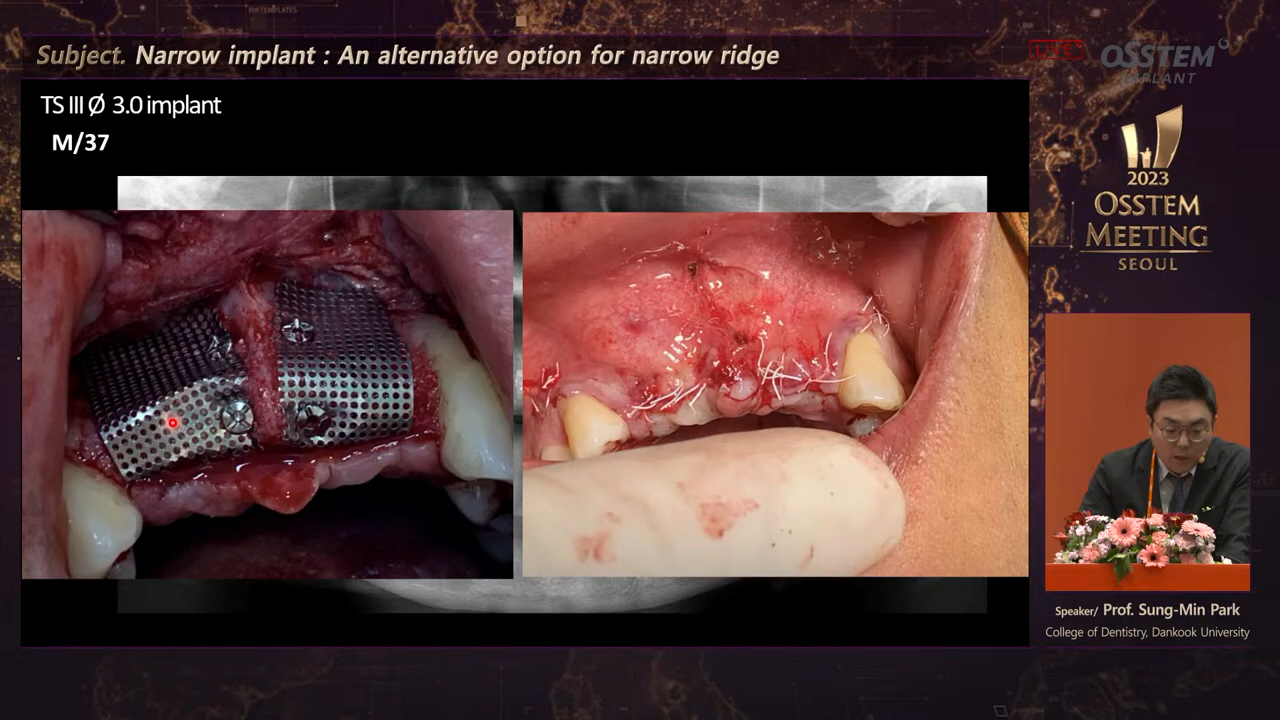 Subject. Narrow implant : An alternative option for narrow ridge
LIVE
OSSTEM
IMPLANT
TS III Ø 3.0 implant
M/37
2023
OSSTEM
MEETING
SEOUL
Speaker/ Prof. Sung-Min Park
College of Dentistry, Dankook University